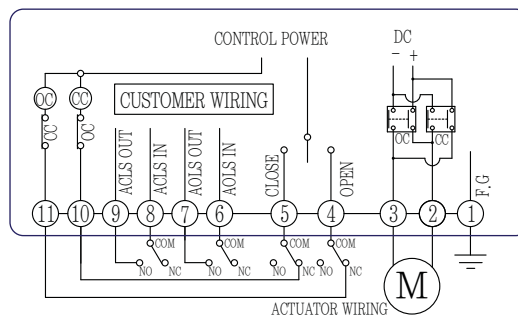 DC
CONTROL POWER
- +
OC CC
CUSTOMER WIRING
CC OC
ACLS OUT
ACLS IN
AOLS OUT
AOLS IN
CLOSE
OPEN
OC CC
F.G
11 10 9 8 7 6 5 4 3 2 1
COM COM COM COM
NO NC NO NC NO NC NO NC
M
ACTUATOR WIRING